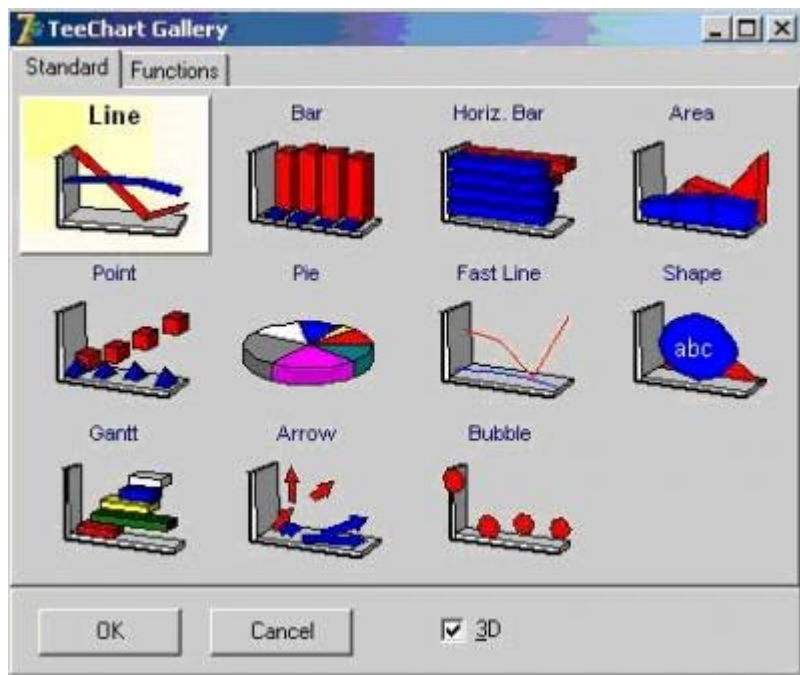 TeeChart Gallery
Standard Functions
Line Bar Horiz. Bar Area
Point Pie Fast Line Shape
abc
Gantt Arrow Bubble
OK Cancel 3D